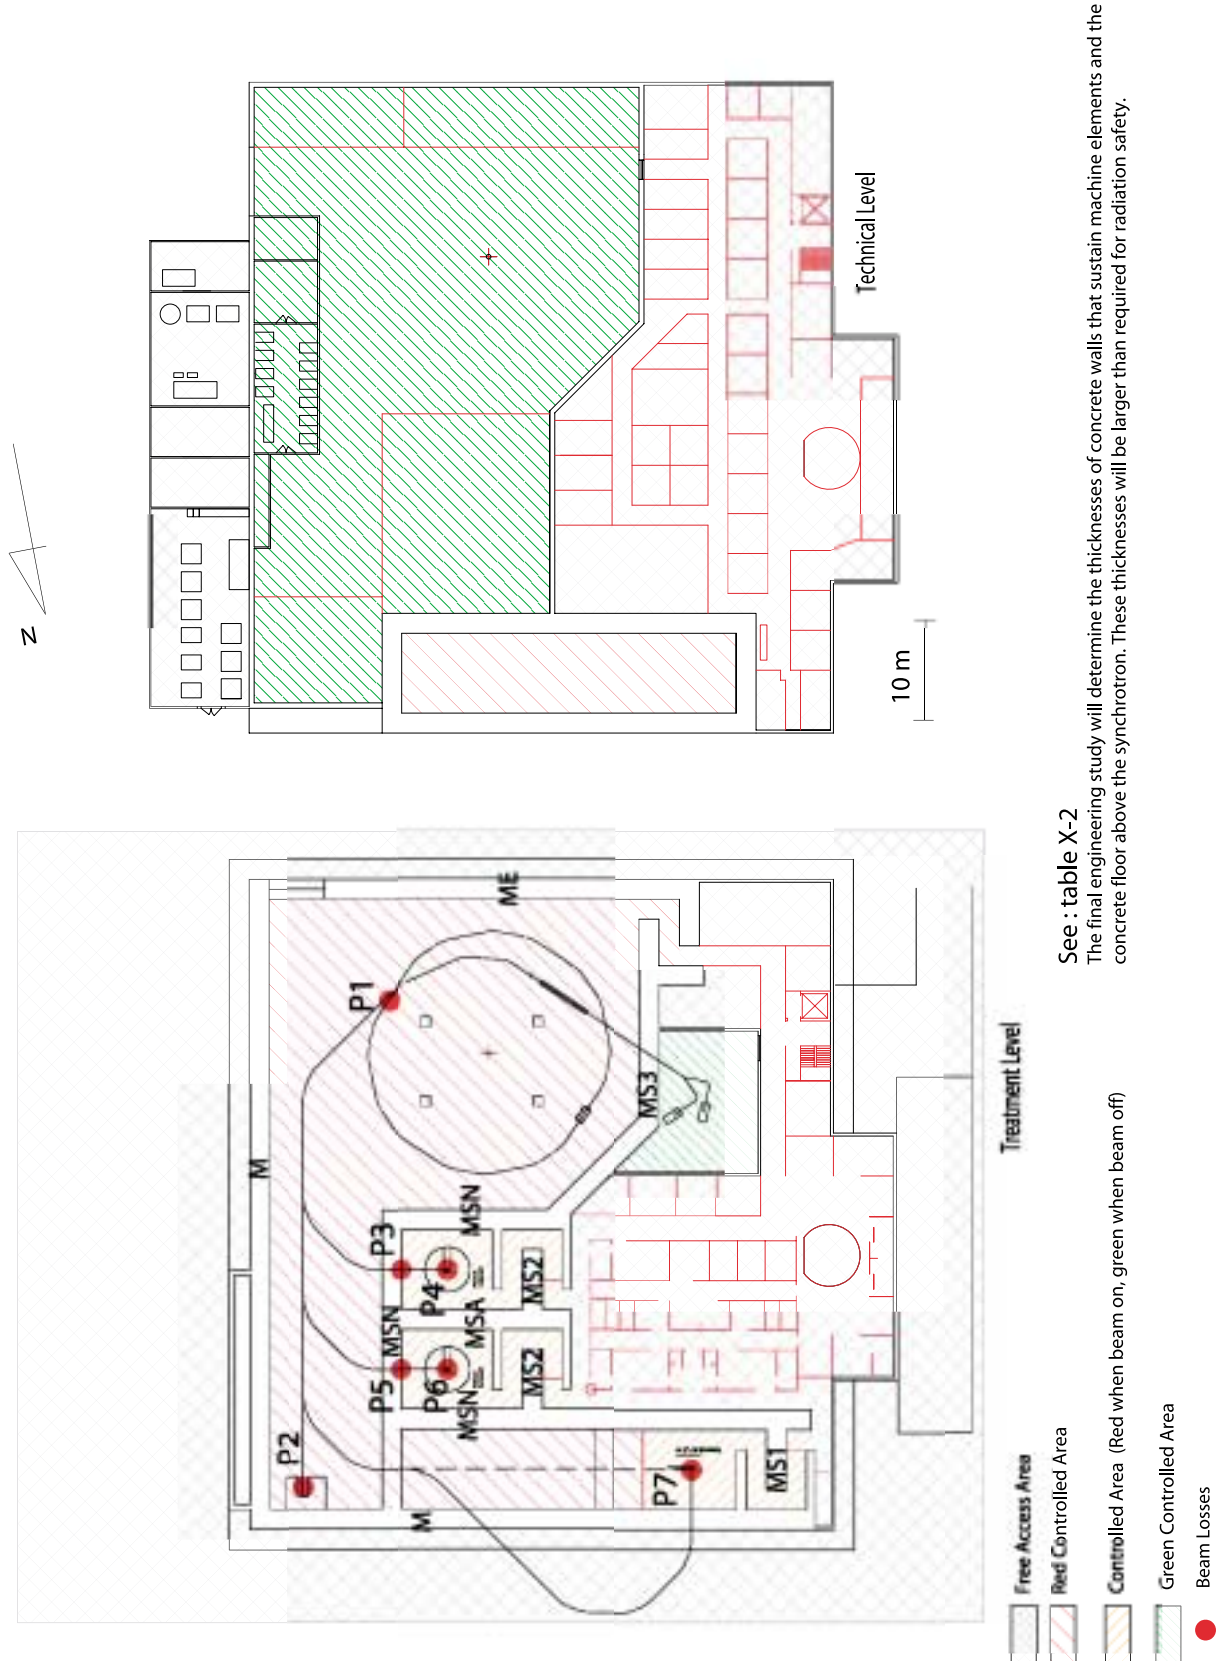 N
Technical Level
10 m
ME
P1
M
MS3
MSN
P3
P4
MSN
MSA
MS2
P5
P6
MSN
MS2
P2
P7
MS1
M
Treatment Level
See : table X-2
The final engineering study will determine the thicknesses of concrete walls that sustain machine elements and the
concrete floor above the synchrotron. These thicknesses will be larger than required for radiation safety.
Free Access Area
Red Controlled Area
Controlled Area (Red when beam on, green when beam off)
Green Controlled Area
Beam Losses